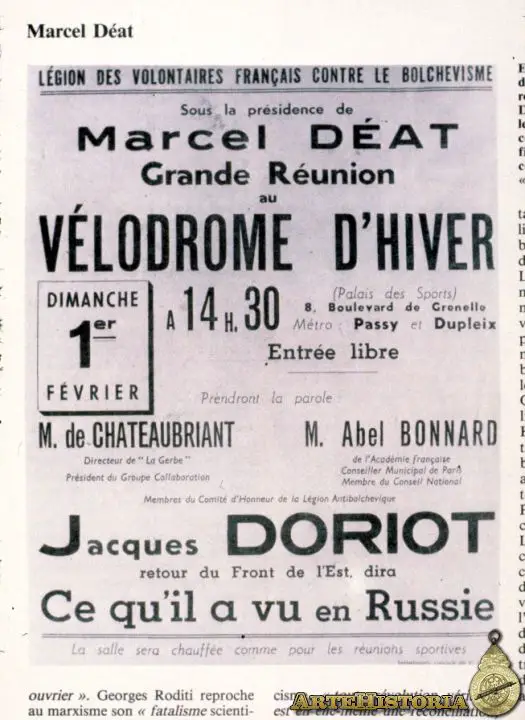 Marcel Déat
LÉGION DES VOLONTAIRES FRANÇAIS CONTRE LE BOLCHEVISME
Sous la présidence de
Marcel DÉAT
Grande Réunion
au
VÉLODROME D'HIVER
DIMANCHE
1er
FÉVRIER
A 14 H. 30
(Palais des Sports)
8, Boulevard de Grenelle
Métro : Passy et Dupleix
Entrée libre
Prendront la parole :
M. de CHATEAUBRIANT
Directeur de "La Gerbe"
Président du Groupe Collaboration
M. Abel BONNARD
de l'Académie française
Conseiller Municipal de Paris
Membre du Conseil National
Membres du Comité d'Honneur de la Légion Antibolchevique
Jacques DORIOT
retour du Front de l'Est, dira
Ce qu'il a vu en Russie
La salle sera chauffée comme pour les réunions sportives
ouvrier ». Georges Roditi reproche
au marxisme son « fatalisme scienti-
ARTEHISTORIA